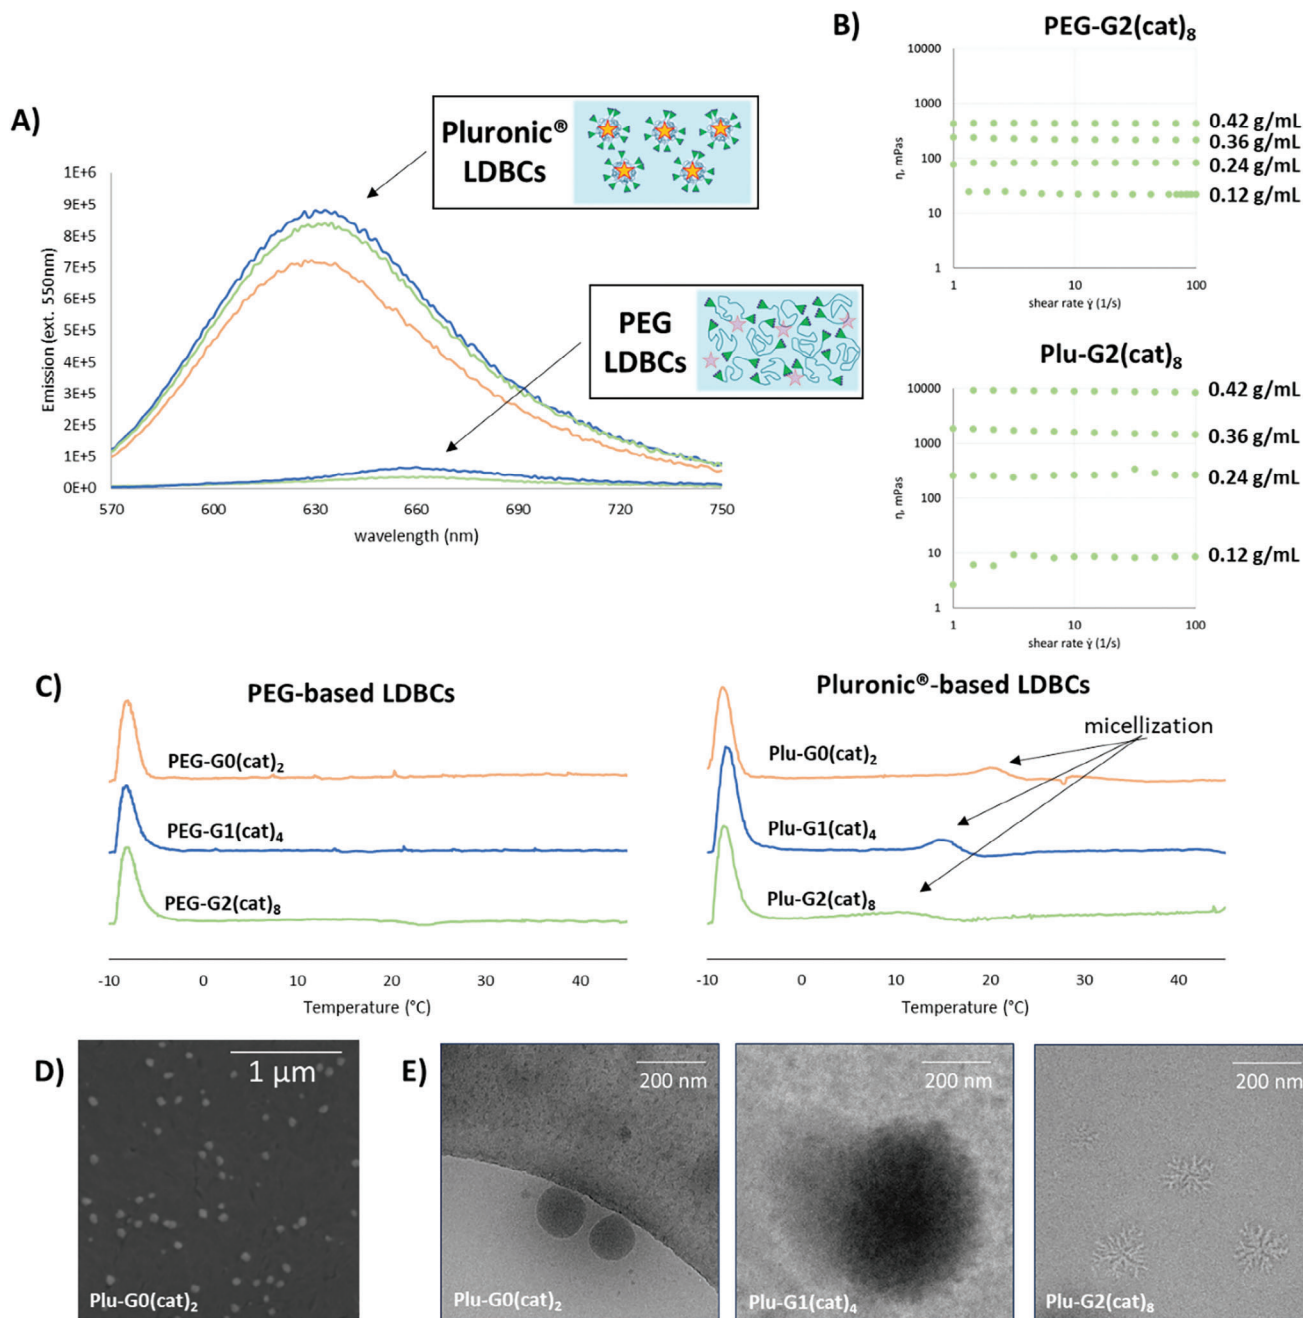 A)
Pluronic®
LDBCs
PEG
LDBCs
Emission (ext. 550nm)
1E+6
9E+5
8E+5
7E+5
6E+5
5E+5
4E+5
3E+5
2E+5
1E+5
0E+0
570 600 630 660 690 720 750
wavelength (nm)
B)
PEG-G2(cat)₈
η, mPas
10000
1000
100
10
1
0.42 g/mL
0.36 g/mL
0.24 g/mL
0.12 g/mL
1 10 100
shear rate γ̇ (1/s)
Plu-G2(cat)₈
η, mPas
10000
1000
100
10
1
0.42 g/mL
0.36 g/mL
0.24 g/mL
0.12 g/mL
1 10 100
shear rate γ̇ (1/s)
C)
PEG-based LDBCs
PEG-G0(cat)₂
PEG-G1(cat)₄
PEG-G2(cat)₈
-10 0 10 20 30 40
Temperature (°C)
Pluronic®-based LDBCs
micellization
Plu-G0(cat)₂
Plu-G1(cat)₄
Plu-G2(cat)₈
-10 0 10 20 30 40
Temperature (°C)
D)
1 μm
Plu-G0(cat)₂
E)
200 nm
Plu-G0(cat)₂
200 nm
Plu-G1(cat)₄
200 nm
Plu-G2(cat)₈